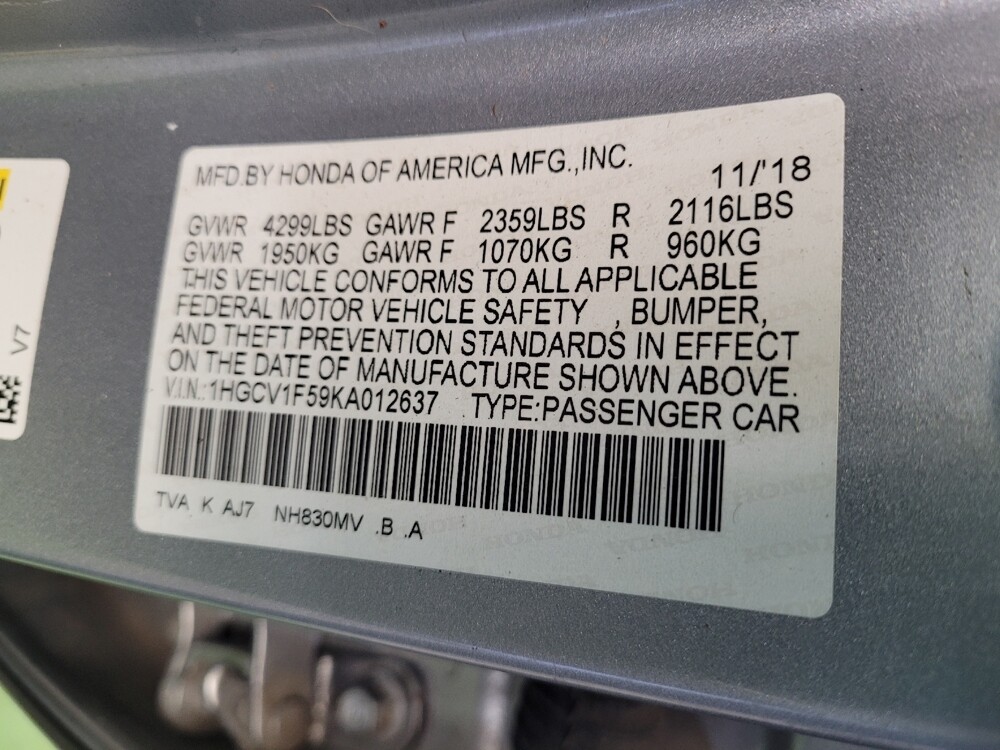 MFD.BY HONDA OF AMERICA MFG.,INC. 11/'18
GVWR 4299LBS GAWR F 2359LBS R 2116LBS
GVWR 1950KG GAWR F 1070KG R 960KG
THIS VEHICLE CONFORMS TO ALL APPLICABLE
FEDERAL MOTOR VEHICLE SAFETY , BUMPER,
AND THEFT PREVENTION STANDARDS IN EFFECT
ON THE DATE OF MANUFACTURE SHOWN ABOVE.
V.I.N.:1HGCV1F59KA012637 TYPE:PASSENGER CAR
TVA K AJ7 NH830MV .B .A
V7